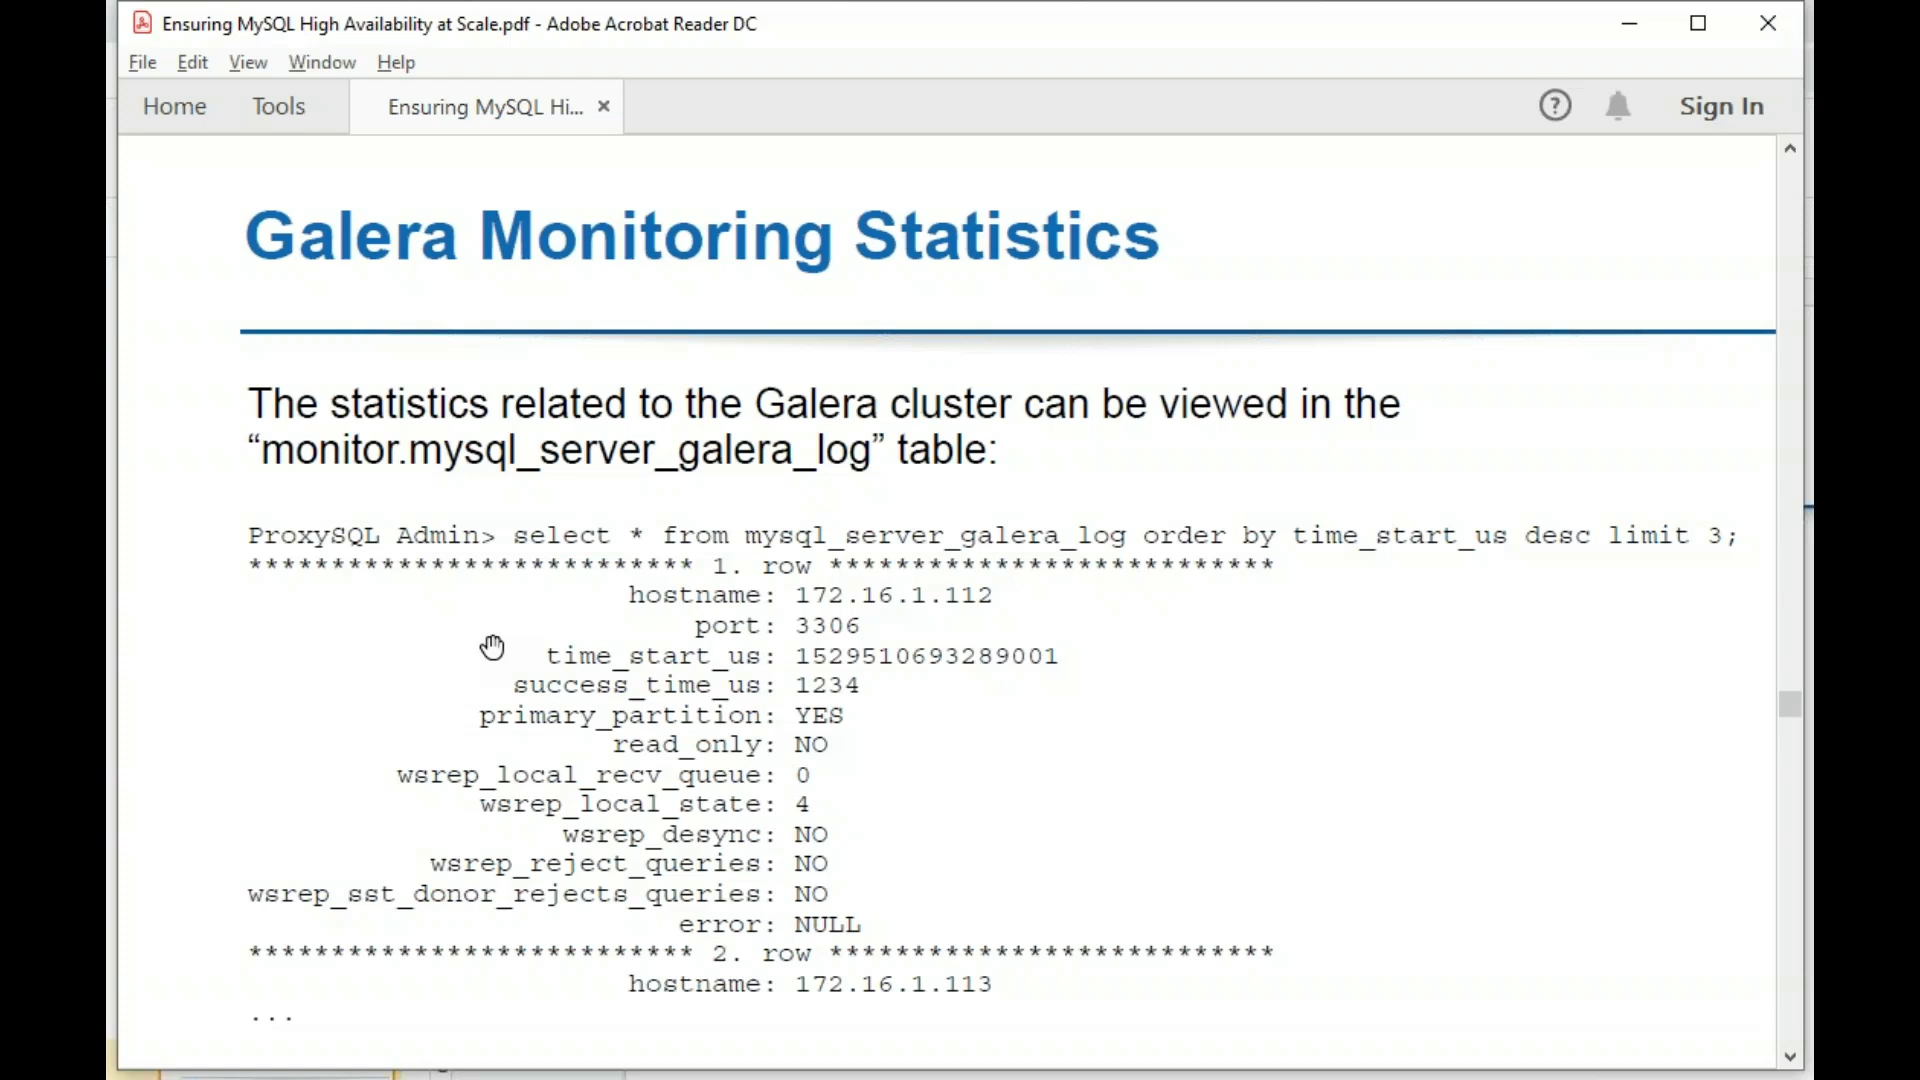 Ensuring MySQL High Availability at Scale.pdf - Adobe Acrobat Reader DC
File Edit View Window Help
Home Tools Ensuring MySQL Hi... × ? Sign In
Galera Monitoring Statistics
The statistics related to the Galera cluster can be viewed in the
“monitor.mysql_server_galera_log” table:
ProxySQL Admin> select * from mysql_server_galera_log order by time_start_us desc limit 3;
*************************** 1. row ***************************
hostname: 172.16.1.112
port: 3306
time_start_us: 1529510693289001
success_time_us: 1234
primary_partition: YES
read_only: NO
wsrep_local_recv_queue: 0
wsrep_local_state: 4
wsrep_desync: NO
wsrep_reject_queries: NO
wsrep_sst_donor_rejects_queries: NO
error: NULL
*************************** 2. row ***************************
hostname: 172.16.1.113
...